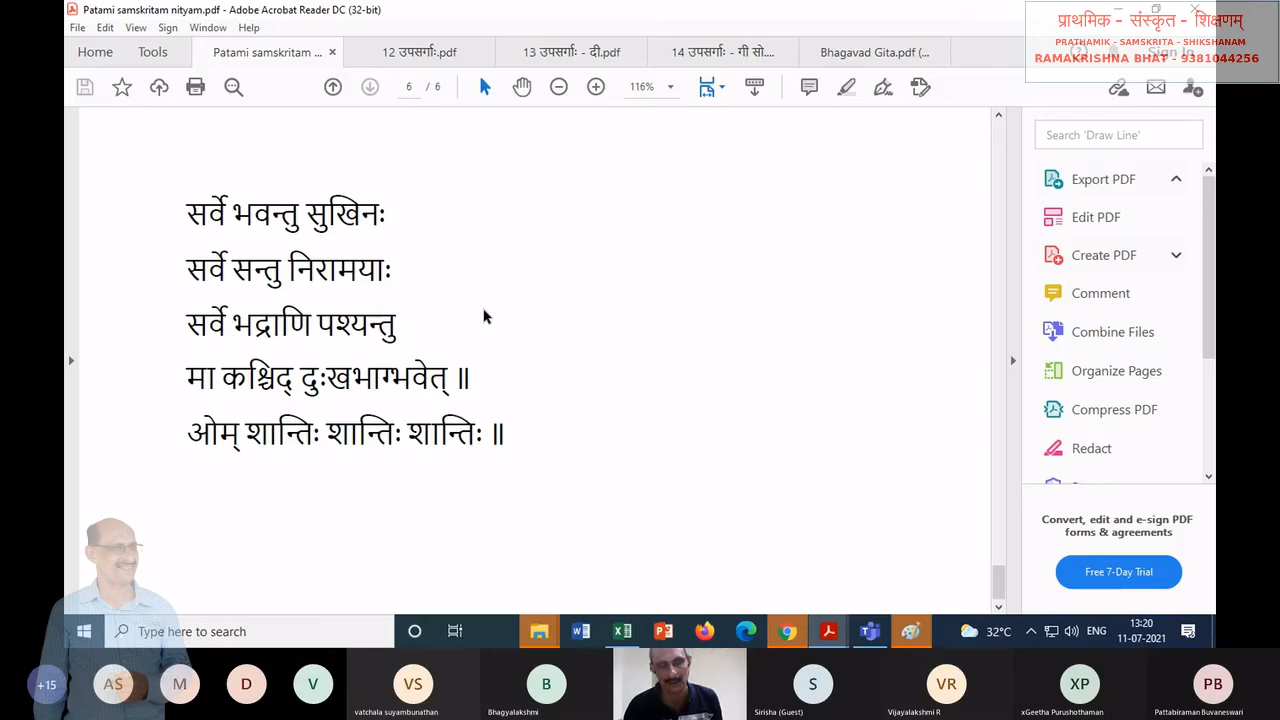 Patami samskritam nityam.pdf - Adobe Acrobat Reader DC (32-bit)
File Edit View Sign Window Help
Home Tools Patami samskritam ... × 12 उपसर्गाः.pdf 13 उपसर्गाः - दी.pdf 14 उपसर्गाः - गी सो.... Bhagavad Gita.pdf (... Sign In
प्राथमिक - संस्कृत - शिक्षणम्
PRATHAMIK - SAMSKRITA - SHIKSHANAM
RAMAKRISHNA BHAT - 9381044256
6 / 6 116%
सर्वे भवन्तु सुखिनः
सर्वे सन्तु निरामयाः
सर्वे भद्राणि पश्यन्तु
मा कश्चिद् दुःखभाग्भवेत् ॥
ओम् शान्तिः शान्तिः शान्तिः ॥
Search 'Draw Line'
Export PDF
Edit PDF
Create PDF
Comment
Combine Files
Organize Pages
Compress PDF
Redact
Convert, edit and e-sign PDF
forms & agreements
Free 7-Day Trial
Type here to search
32°C ENG
13:20
11-07-2021
+15 AS M D V VS B S VR XP PB
vatchala suyambunathan Bhagyalakshmi Sirisha (Guest) Vijayalakshmi R xGeetha Purushothaman Pattabiraman Buvaneswari